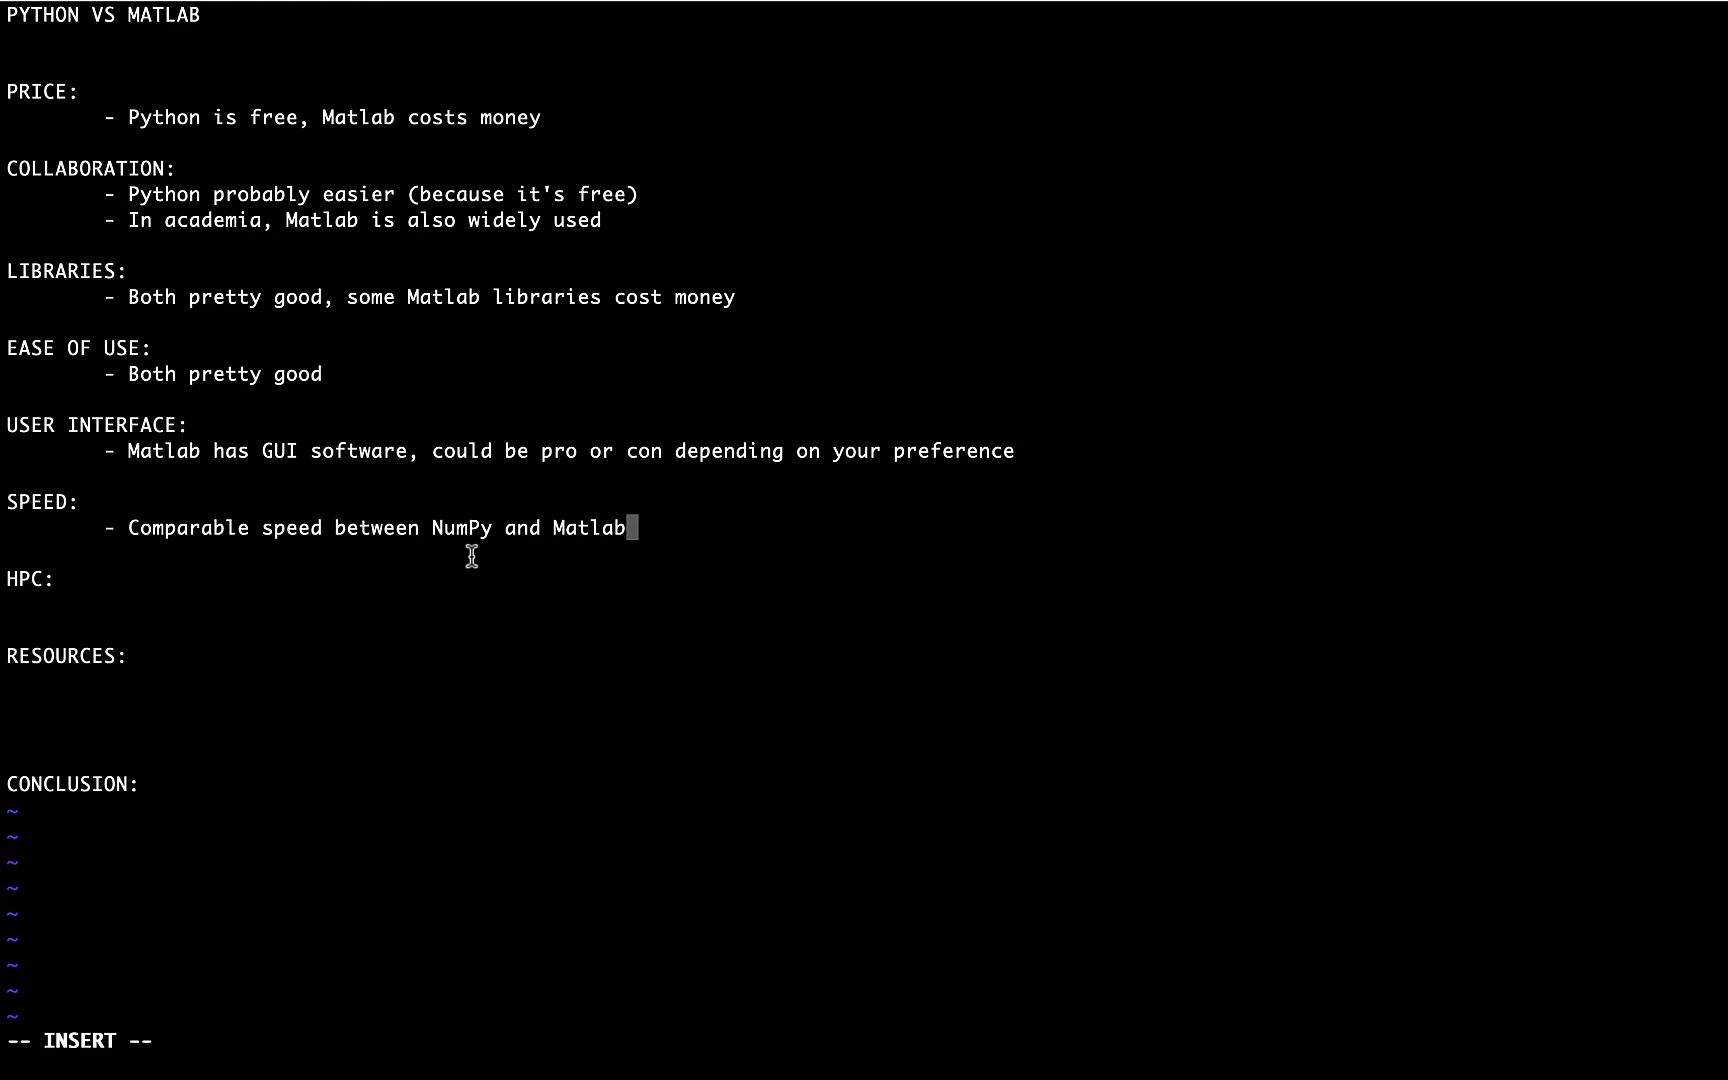 PYTHON VS MATLAB
PRICE:
- Python is free, Matlab costs money
COLLABORATION:
- Python probably easier (because it's free)
- In academia, Matlab is also widely used
LIBRARIES:
- Both pretty good, some Matlab libraries cost money
EASE OF USE:
- Both pretty good
USER INTERFACE:
- Matlab has GUI software, could be pro or con depending on your preference
SPEED:
- Comparable speed between NumPy and Matlab
HPC:
RESOURCES:
CONCLUSION:
~
~
~
~
~
~
~
~
~
-- INSERT --